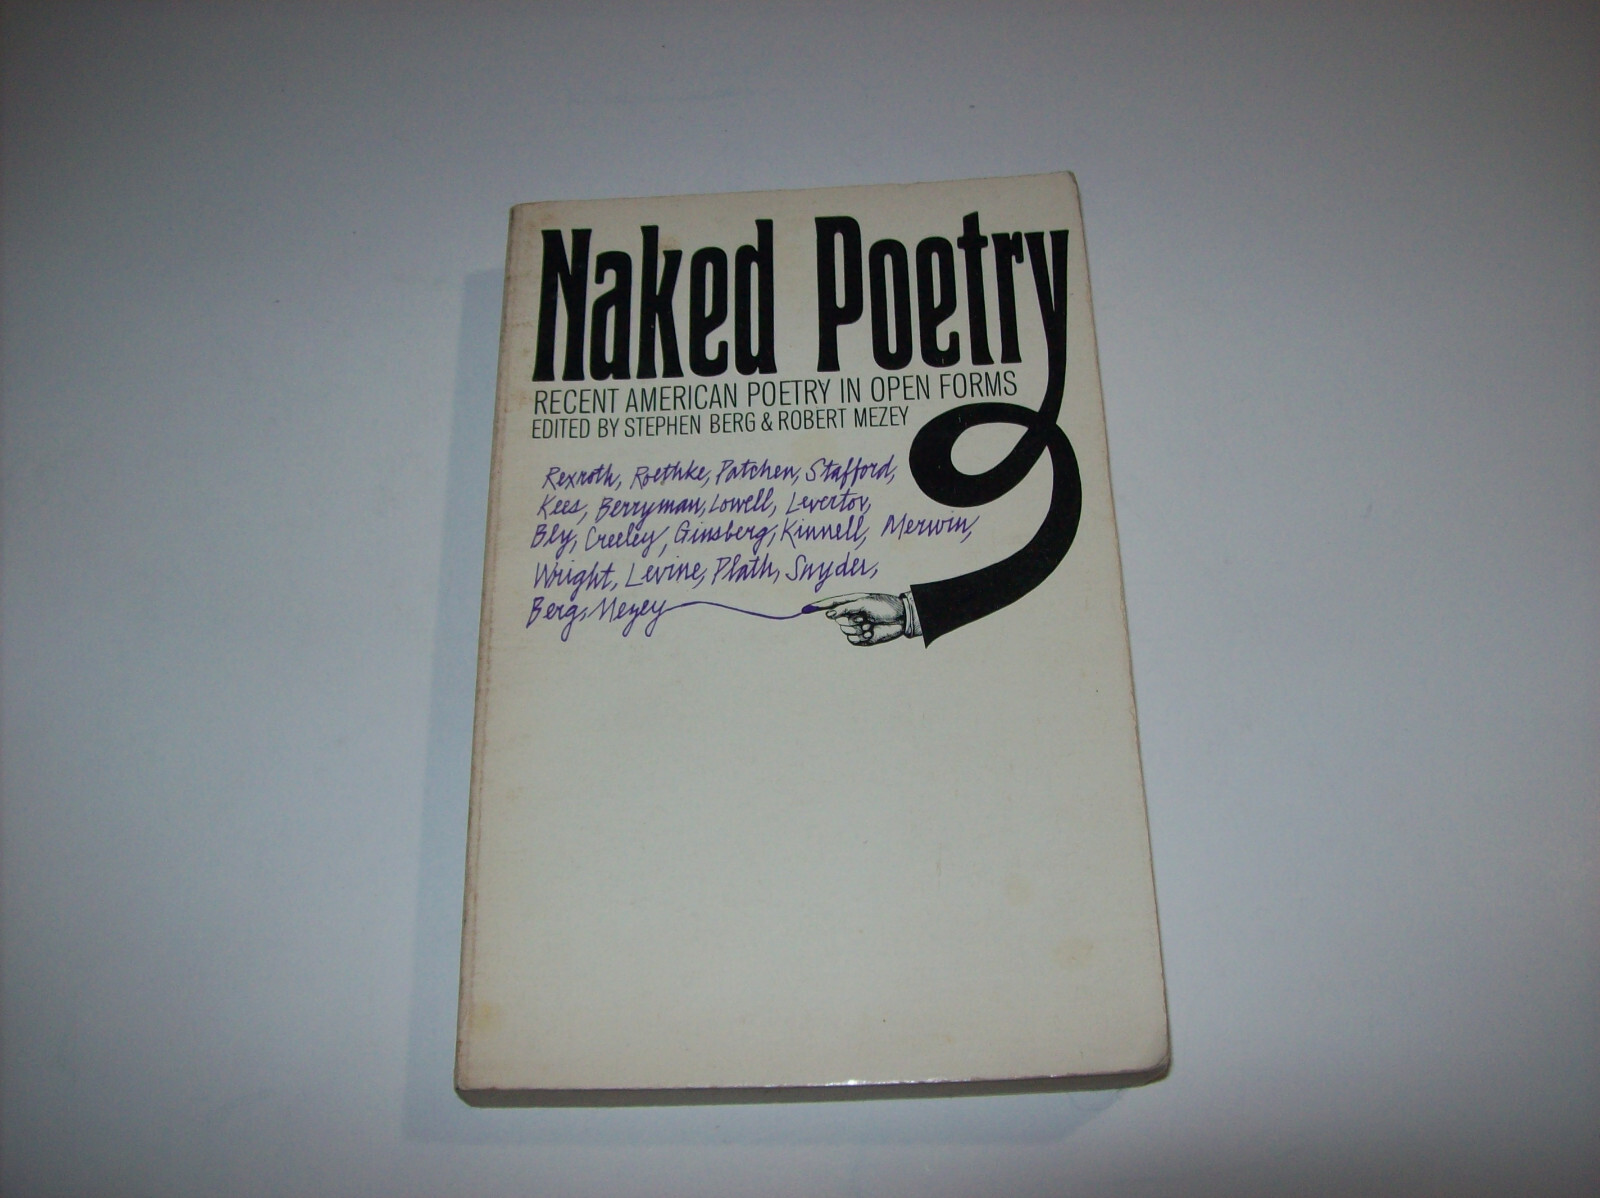 Naked Poetry
RECENT AMERICAN POETRY IN OPEN FORMS
EDITED BY STEPHEN BERG & ROBERT MEZEY
Rexroth, Roethke, Patchen, Stafford,
Kees, Berryman, Lowell, Levertov,
Bly, Creeley, Ginsberg, Kinnell, Merwin,
Wright, Levine, Plath, Snyder,
Berg, Mezey